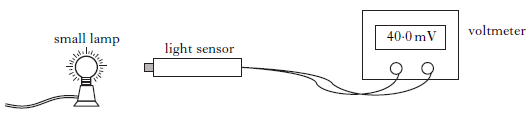 small lamp
light sensor
40·0 mV
voltmeter